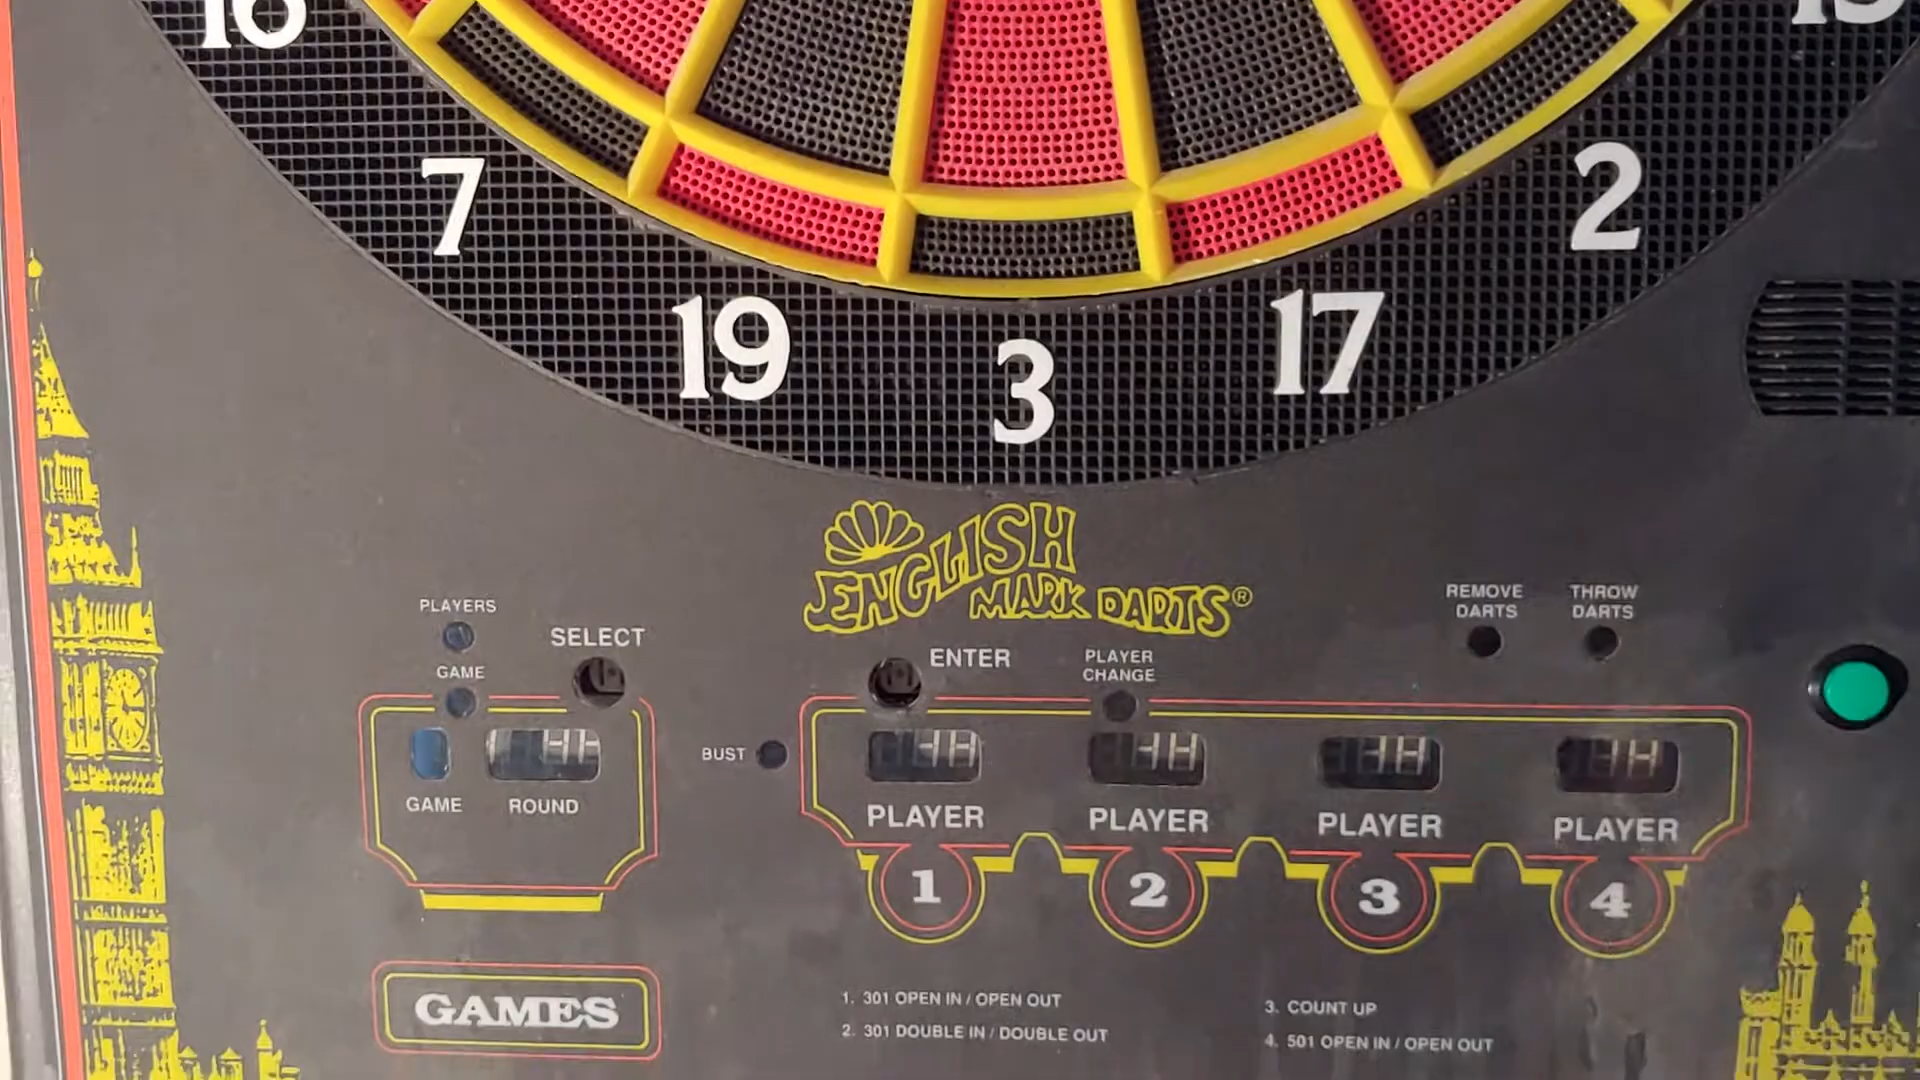 16
15
7
2
19
3
17
ENGLISH
MARK DARTS®
PLAYERS
SELECT
GAME
ENTER
PLAYER
CHANGE
REMOVE
DARTS
THROW
DARTS
BUST
GAME
ROUND
PLAYER
PLAYER
PLAYER
PLAYER
1
2
3
4
GAMES
1. 301 OPEN IN / OPEN OUT
2. 301 DOUBLE IN / DOUBLE OUT
3. COUNT UP
4. 501 OPEN IN / OPEN OUT